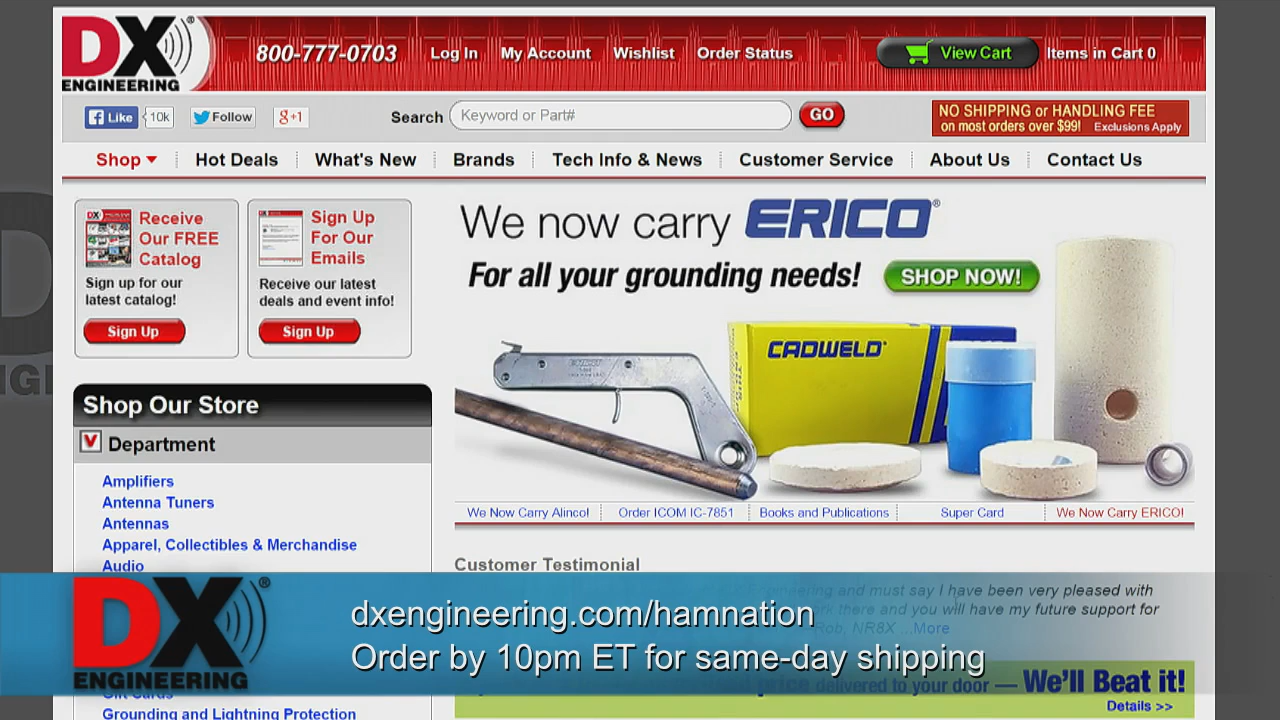 DX
ENGINEERING
800-777-0703
Log In
My Account
Wishlist
Order Status
View Cart
Items in Cart 0
Like
10k
Follow
g+1
Search
Keyword or Part#
GO
NO SHIPPING or HANDLING FEE
on most orders over $99! Exclusions Apply
Shop
Hot Deals
What's New
Brands
Tech Info & News
Customer Service
About Us
Contact Us
Receive
Our FREE
Catalog
Sign up for our
latest catalog!
Sign Up
Sign Up
For Our
Emails
Receive our latest
deals and event info!
Sign Up
We now carry ERICO®
For all your grounding needs!
SHOP NOW!
ERICO
CADWELD®
We Now Carry Alinco!
Order ICOM IC-7851
Books and Publications
Super Card
We Now Carry ERICO!
Shop Our Store
Department
Amplifiers
Antenna Tuners
Antennas
Apparel, Collectibles & Merchandise
Audio
Customer Testimonial
and must say I have been very pleased with
there and you will have my future support for
Rob, NR8X ...More
DX®
ENGINEERING
dxengineering.com/hamnation
Order by 10pm ET for same-day shipping
price delivered to your door — We'll Beat it!
Details >>
Gift Cards
Grounding and Lightning Protection